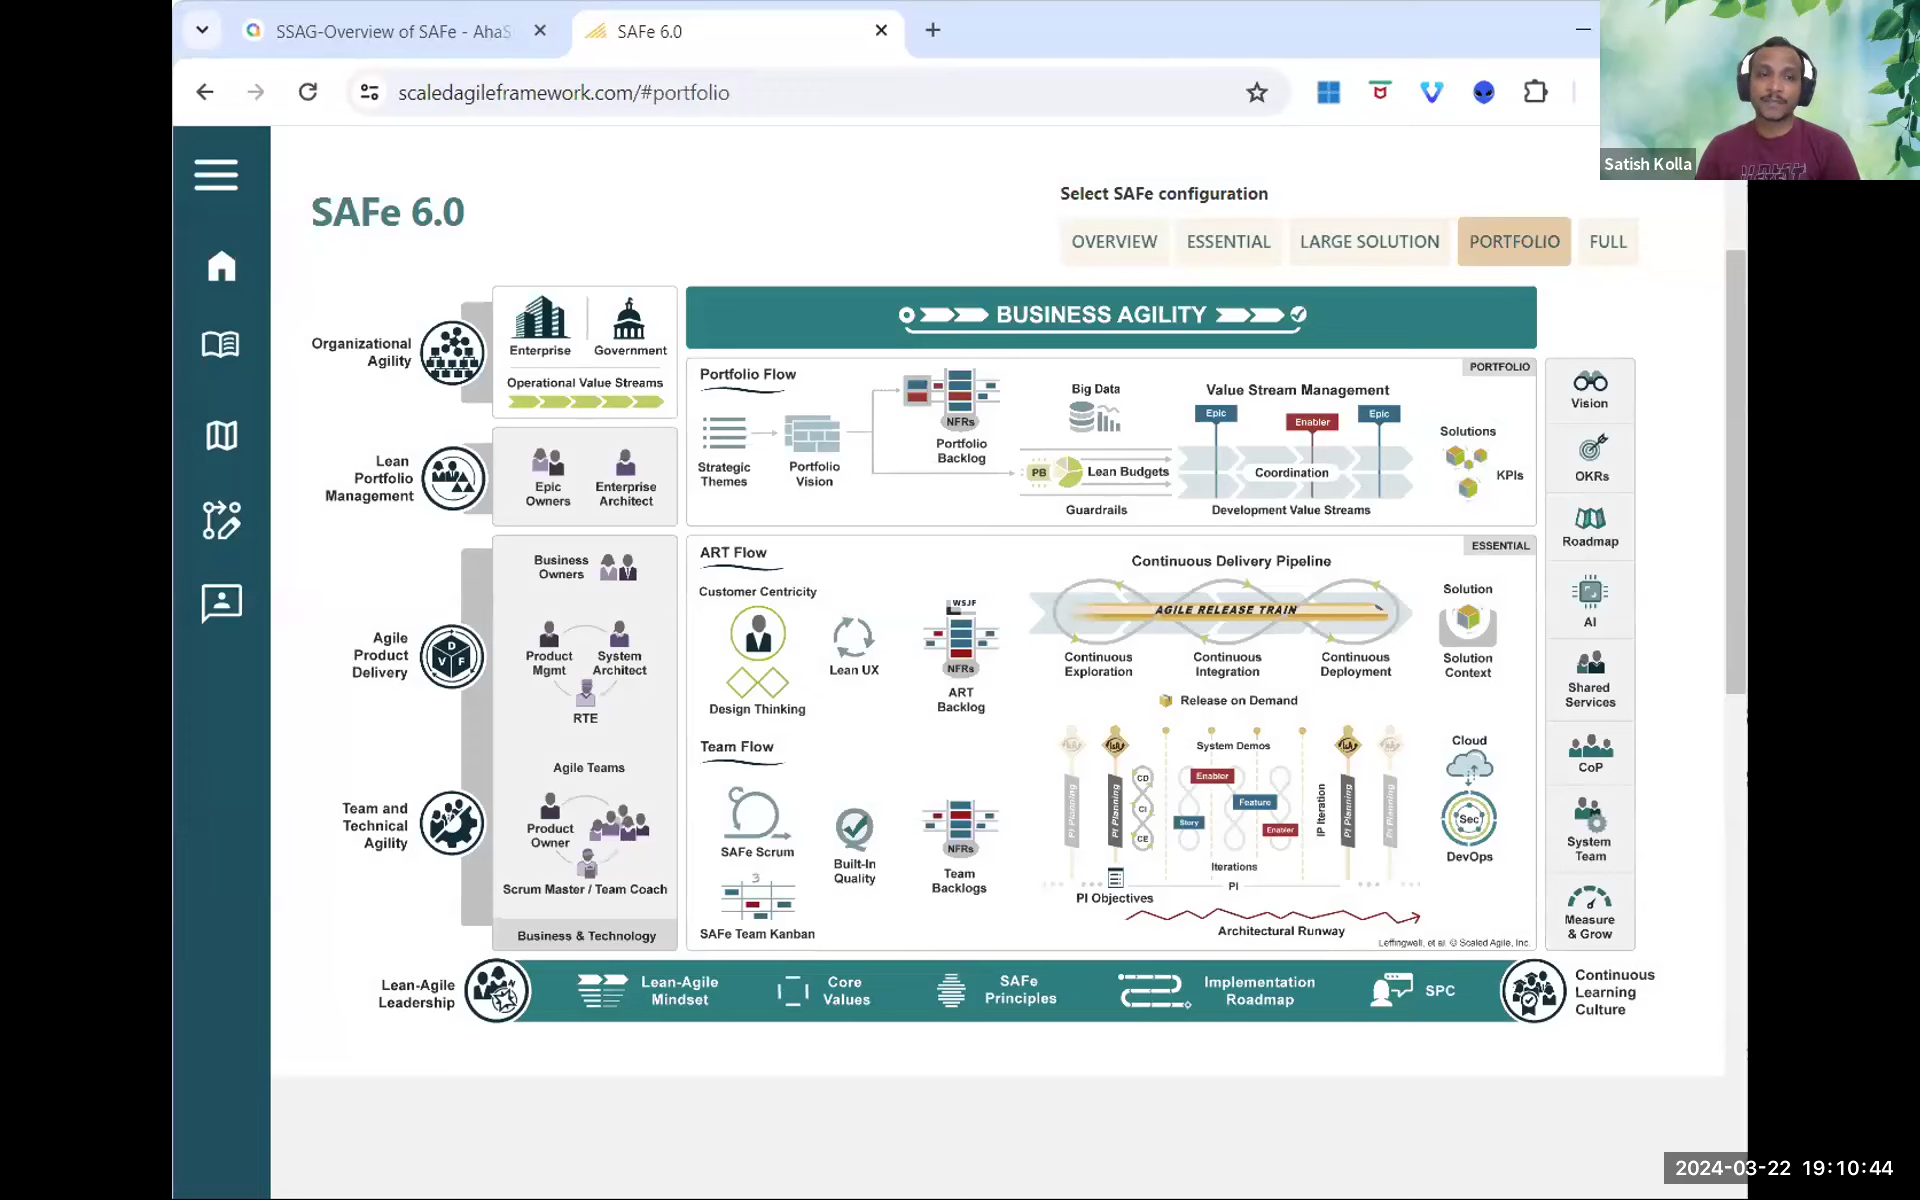 SSAG-Overview of SAFe - AhaS
SAFe 6.0
scaledagileframework.com/#portfolio
Satish Kolla
SAFe 6.0
Select SAFe configuration
OVERVIEW
ESSENTIAL
LARGE SOLUTION
PORTFOLIO
FULL
Organizational
Agility
Enterprise
Government
Operational Value Streams
BUSINESS AGILITY
Lean
Portfolio
Management
Epic
Owners
Enterprise
Architect
Portfolio Flow
PORTFOLIO
Strategic
Themes
Portfolio
Vision
NFRs
Portfolio
Backlog
Big Data
PB
Lean Budgets
Guardrails
Value Stream Management
Epic
Enabler
Epic
Coordination
Development Value Streams
Solutions
KPIs
Agile
Product
Delivery
D
V
F
Business
Owners
Product
Mgmt
System
Architect
RTE
ART Flow
ESSENTIAL
Customer Centricity
Design Thinking
Lean UX
WSJF
NFRs
ART
Backlog
Continuous Delivery Pipeline
AGILE RELEASE TRAIN
Continuous
Exploration
Continuous
Integration
Continuous
Deployment
Release on Demand
Solution
Solution
Context
Team and
Technical
Agility
Agile Teams
Product
Owner
Scrum Master / Team Coach
Business & Technology
Team Flow
SAFe Scrum
3
SAFe Team Kanban
Built-In
Quality
NFRs
Team
Backlogs
PI Planning
PI Planning
CD
CI
CE
System Demos
Enabler
Feature
Story
Enabler
Iterations
IP Iteration
PI Planning
PI Planning
PI
PI Objectives
Architectural Runway
Cloud
Sec
DevOps
Leffingwell, et al. © Scaled Agile, Inc.
Vision
OKRs
Roadmap
AI
Shared
Services
CoP
System
Team
Measure
& Grow
Lean-Agile
Leadership
Lean-Agile
Mindset
Core
Values
SAFe
Principles
Implementation
Roadmap
SPC
Continuous
Learning
Culture
2024-03-22 19:10:44